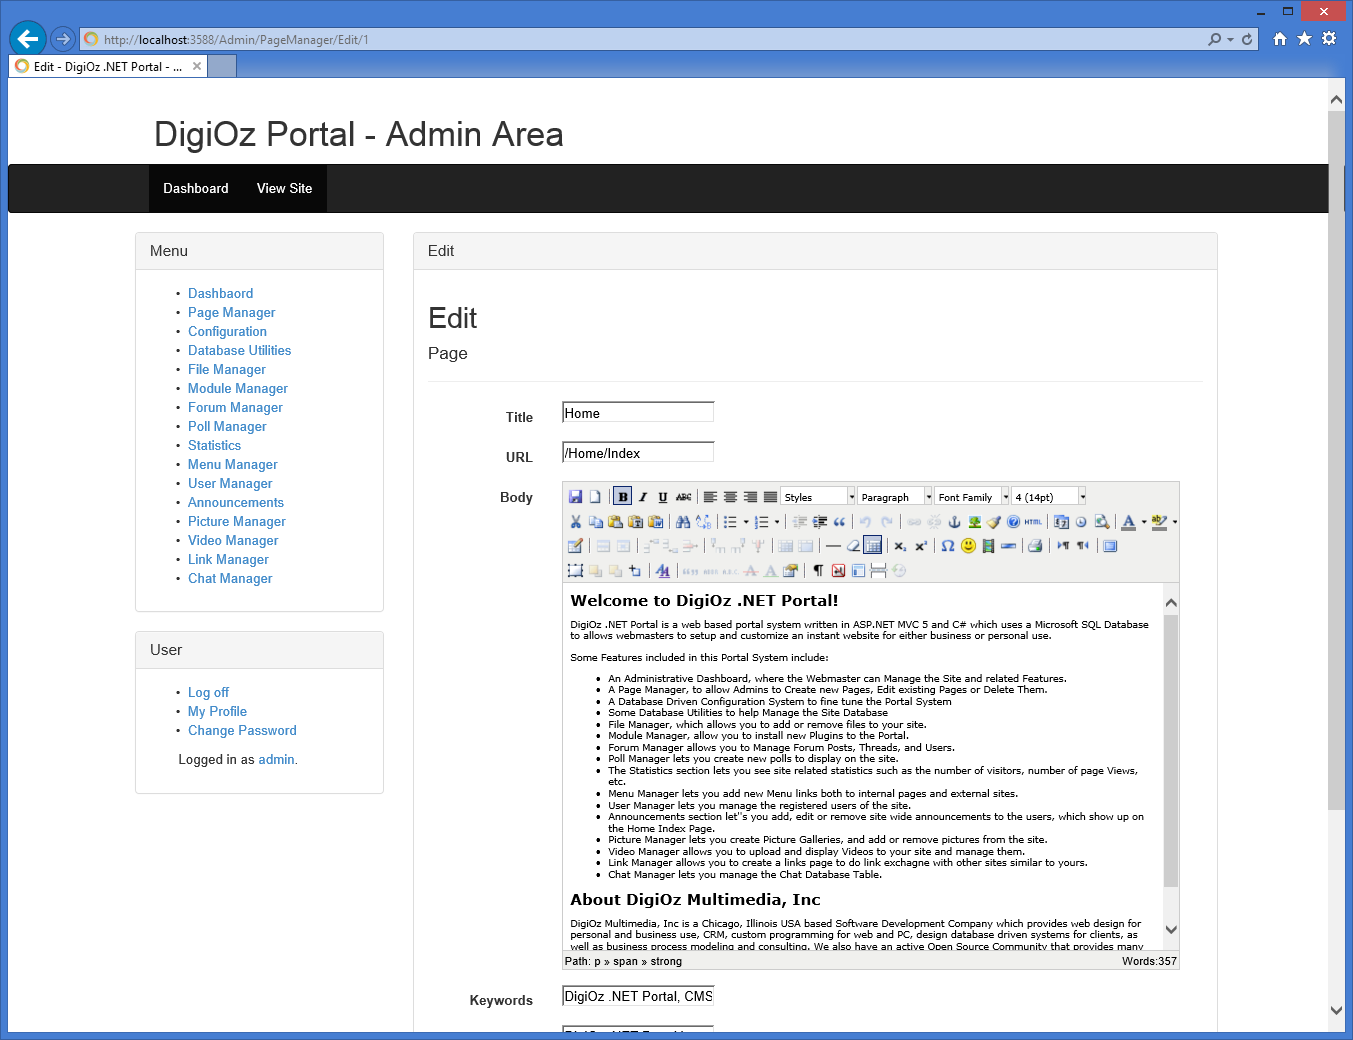 http://localhost:3588/Admin/PageManager/Edit/1
Edit - DigiOz .NET Portal - ...
DigiOz Portal - Admin Area
Dashboard View Site
Menu
Dashbaord
Page Manager
Configuration
Database Utilities
File Manager
Module Manager
Forum Manager
Poll Manager
Statistics
Menu Manager
User Manager
Announcements
Picture Manager
Video Manager
Link Manager
Chat Manager
User
Log off
My Profile
Change Password
Logged in as admin.
Edit
Edit
Page
Title Home
URL /Home/Index
Body
B I U ABC Styles Paragraph Font Family 4 (14pt)
HTML
Welcome to DigiOz .NET Portal!
DigiOz .NET Portal is a web based portal system written in ASP.NET MVC 5 and C# which uses a Microsoft SQL Database
to allows webmasters to setup and customize an instant website for either business or personal use.
Some Features included in this Portal System include:
An Administrative Dashboard, where the Webmaster can Manage the Site and related Features.
A Page Manager, to allow Admins to Create new Pages, Edit existing Pages or Delete Them.
A Database Driven Configuration System to fine tune the Portal System
Some Database Utilities to help Manage the Site Database
File Manager, which allows you to add or remove files to your site.
Module Manager, allow you to install new Plugins to the Portal.
Forum Manager allows you to Manage Forum Posts, Threads, and Users.
Poll Manager lets you create new polls to display on the site.
The Statistics section lets you see site related statistics such as the number of visitors, number of page Views,
etc.
Menu Manager lets you add new Menu links both to internal pages and external sites.
User Manager lets you manage the registered users of the site.
Announcements section let''s you add, edit or remove site wide announcements to the users, which show up on
the Home Index Page.
Picture Manager lets you create Picture Galleries, and add or remove pictures from the site.
Video Manager allows you to upload and display Videos to your site and manage them.
Link Manager allows you to create a links page to do link exchagne with other sites similar to yours.
Chat Manager lets you manage the Chat Database Table.
About DigiOz Multimedia, Inc
DigiOz Multimedia, Inc is a Chicago, Illinois USA based Software Development Company which provides web design for
personal and business use, CRM, custom programming for web and PC, design database driven systems for clients, as
well as business process modeling and consulting. We also have an active Open Source Community that provides many
Path: p » span » strong Words:357
Keywords DigiOz .NET Portal, CMS